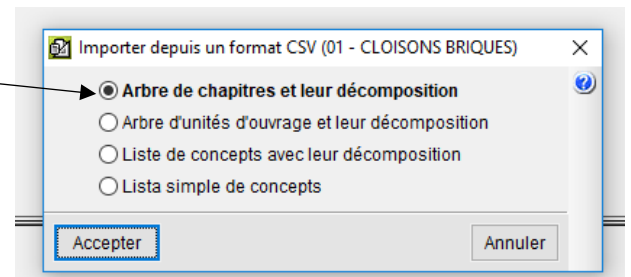 Importer depuis un format CSV (01 - CLOISONS BRIQUES)
Arbre de chapitres et leur décomposition
Arbre d'unités d'ouvrage et leur décomposition
Liste de concepts avec leur décomposition
Lista simple de concepts
Accepter
Annuler